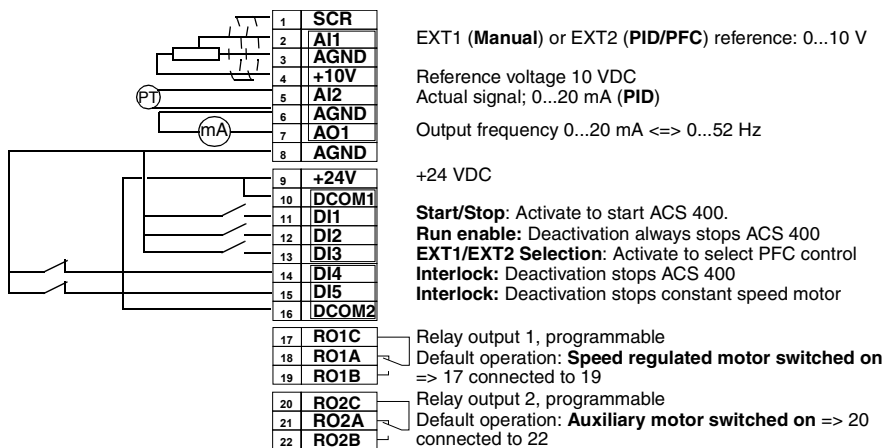 1 SCR
2 AI1 EXT1 (Manual) or EXT2 (PID/PFC) reference: 0...10 V
3 AGND
4 +10V Reference voltage 10 VDC
PT 5 AI2 Actual signal; 0...20 mA (PID)
6 AGND
mA 7 AO1 Output frequency 0...20 mA <=> 0...52 Hz
8 AGND
9 +24V +24 VDC
10 DCOM1
11 DI1 Start/Stop: Activate to start ACS 400.
12 DI2 Run enable: Deactivation always stops ACS 400
13 DI3 EXT1/EXT2 Selection: Activate to select PFC control
14 DI4 Interlock: Deactivation stops ACS 400
15 DI5 Interlock: Deactivation stops constant speed motor
16 DCOM2
17 RO1C Relay output 1, programmable
18 RO1A Default operation: Speed regulated motor switched on
19 RO1B => 17 connected to 19
20 RO2C Relay output 2, programmable
21 RO2A Default operation: Auxiliary motor switched on => 20
22 RO2B connected to 22